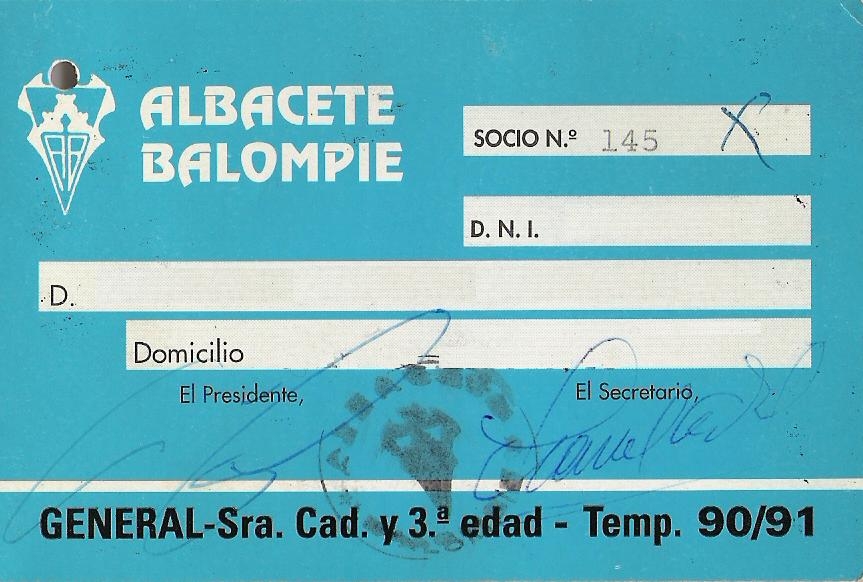 ALBACETE
BALOMPIE
SOCIO N.º 145 X
D. N. I.
D.
Domicilio
El Presidente,
El Secretario,
GENERAL-Sra. Cad. y 3.ª edad - Temp. 90/91